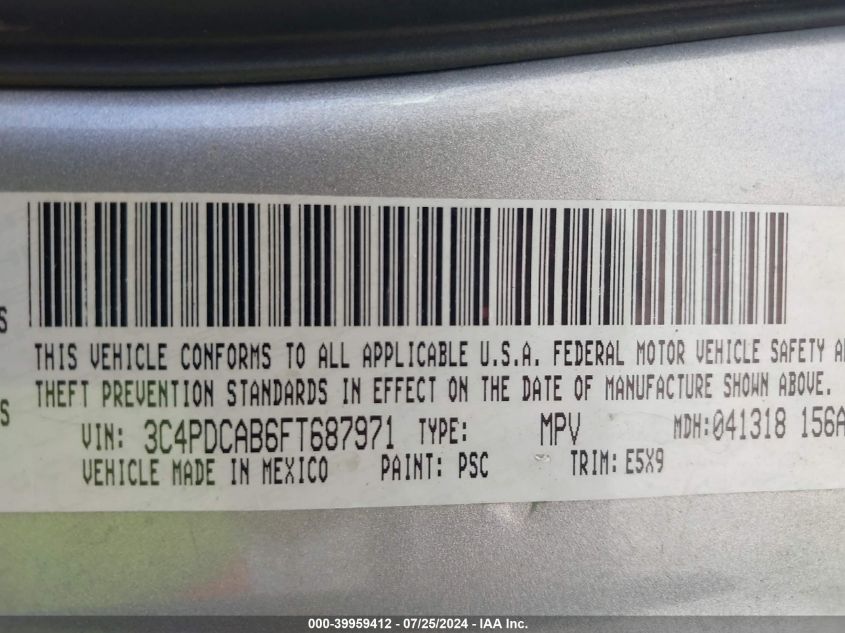 S
THIS VEHICLE CONFORMS TO ALL APPLICABLE U.S.A. FEDERAL MOTOR VEHICLE SAFETY A
THEFT PREVENTION STANDARDS IN EFFECT ON THE DATE OF MANUFACTURE SHOWN ABOVE.
S
VIN: 3C4PDCAB6FT687971 TYPE: MPV MDH:041318 156A
VEHICLE MADE IN MEXICO PAINT: PSC TRIM: E5X9
000-39959412 - 07/25/2024 - IAA Inc.